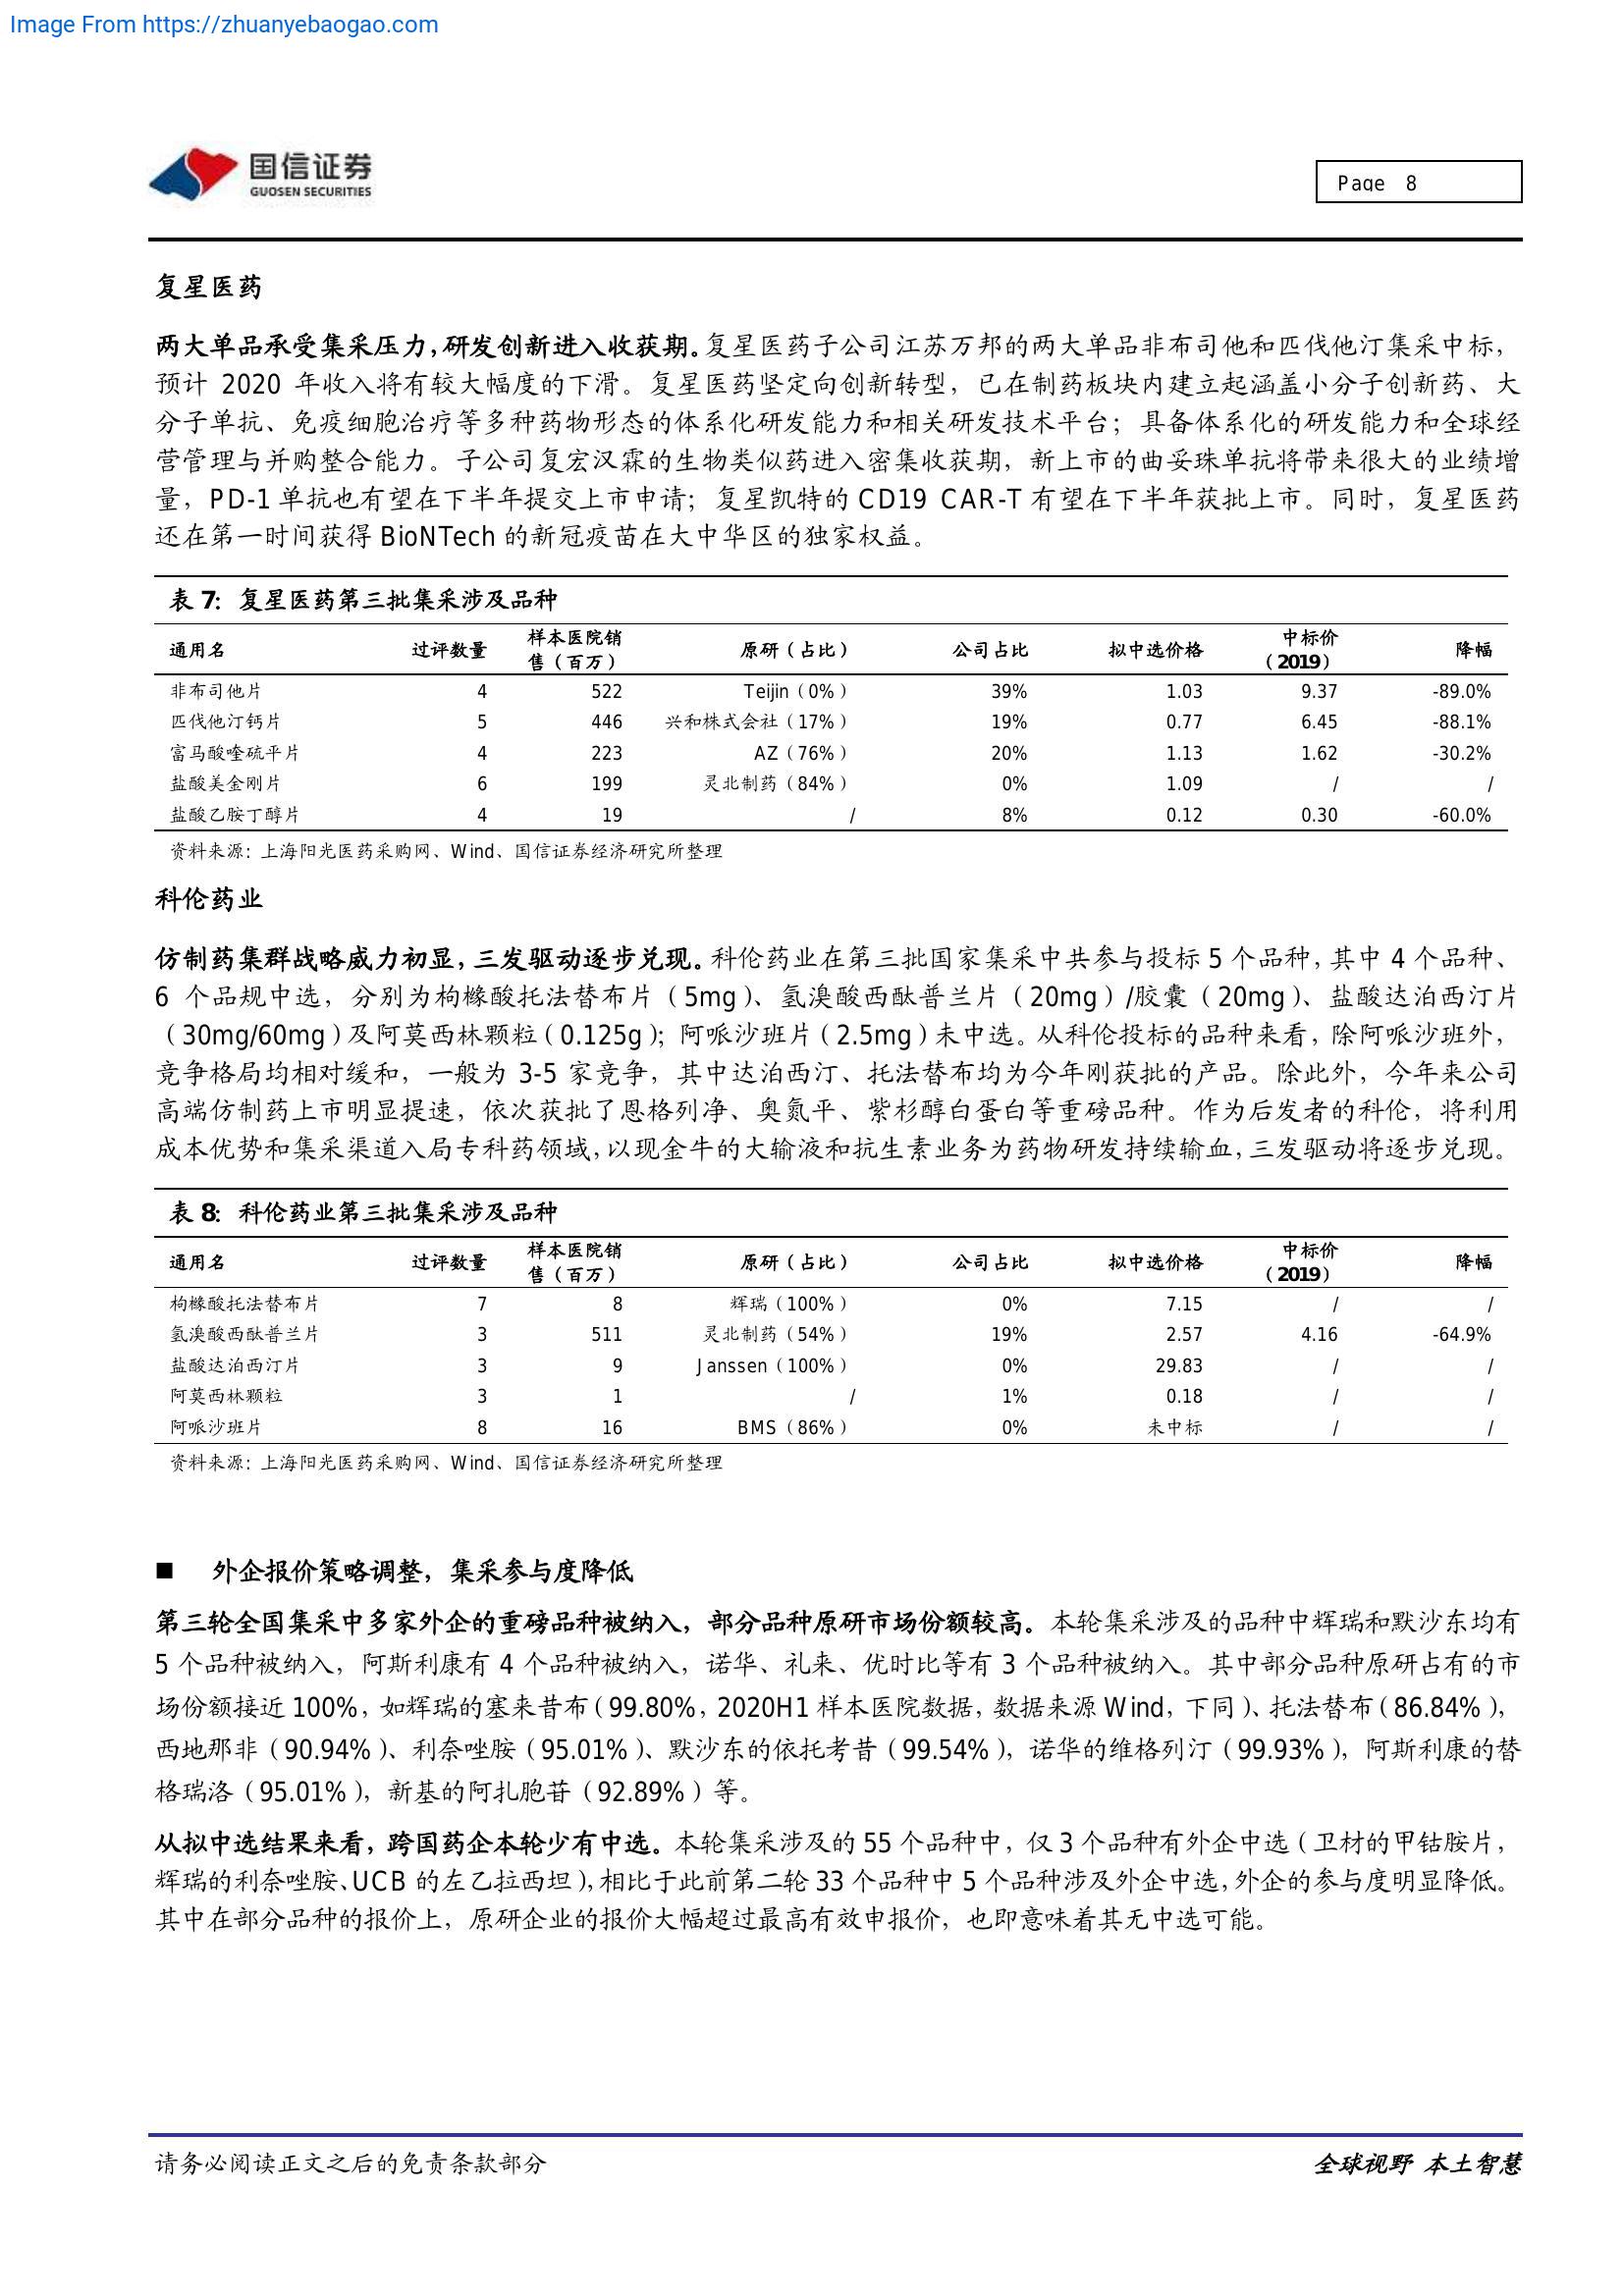 Image From https://zhuanyebaogao.com
国信证券
GUOSEN SECURITIES
Page 8
复星医药
两大单品承受集采压力，研发创新进入收获期。复星医药子公司江苏万邦的两大单品非布司他和匹伐他汀集采中标，
预计 2020 年收入将有较大幅度的下滑。复星医药坚定向创新转型，已在制药板块内建立起涵盖小分子创新药、大
分子单抗、免疫细胞治疗等多种药物形态的体系化研发能力和相关研发技术平台；具备体系化的研发能力和全球经
营管理与并购整合能力。子公司复宏汉霖的生物类似药进入密集收获期，新上市的曲妥珠单抗将带来很大的业绩增
量，PD-1 单抗也有望在下半年提交上市申请；复星凯特的 CD19 CAR-T 有望在下半年获批上市。同时，复星医药
还在第一时间获得 BioNTech 的新冠疫苗在大中华区的独家权益。
表 7：复星医药第三批集采涉及品种
通用名 过评数量 样本医院销售（百万） 原研（占比） 公司占比 拟中选价格 中标价（2019） 降幅
非布司他片 4 522 Teijin（0%） 39% 1.03 9.37 -89.0%
匹伐他汀钙片 5 446 兴和株式会社（17%） 19% 0.77 6.45 -88.1%
富马酸喹硫平片 4 223 AZ（76%） 20% 1.13 1.62 -30.2%
盐酸美金刚片 6 199 灵北制药（84%） 0% 1.09 / /
盐酸乙胺丁醇片 4 19 / 8% 0.12 0.30 -60.0%
资料来源：上海阳光医药采购网、Wind、国信证券经济研究所整理
科伦药业
仿制药集群战略威力初显，三发驱动逐步兑现。科伦药业在第三批国家集采中共参与投标 5 个品种，其中 4 个品种、
6 个品规中选，分别为枸橼酸托法替布片（5mg）、氢溴酸西酞普兰片（20mg）/胶囊（20mg）、盐酸达泊西汀片
（30mg/60mg）及阿莫西林颗粒（0.125g）；阿哌沙班片（2.5mg）未中选。从科伦投标的品种来看，除阿哌沙班外，
竞争格局均相对缓和，一般为 3-5 家竞争，其中达泊西汀、托法替布均为今年刚获批的产品。除此外，今年来公司
高端仿制药上市明显提速，依次获批了恩格列净、奥氮平、紫杉醇白蛋白等重磅品种。作为后发者的科伦，将利用
成本优势和集采渠道入局专科药领域，以现金牛的大输液和抗生素业务为药物研发持续输血，三发驱动将逐步兑现。
表 8：科伦药业第三批集采涉及品种
通用名 过评数量 样本医院销售（百万） 原研（占比） 公司占比 拟中选价格 中标价（2019） 降幅
枸橼酸托法替布片 7 8 辉瑞（100%） 0% 7.15 / /
氢溴酸西酞普兰片 3 511 灵北制药（54%） 19% 2.57 4.16 -64.9%
盐酸达泊西汀片 3 9 Janssen（100%） 0% 29.83 / /
阿莫西林颗粒 3 1 / 1% 0.18 / /
阿哌沙班片 8 16 BMS（86%） 0% 未中标 / /
资料来源：上海阳光医药采购网、Wind、国信证券经济研究所整理
■ 外企报价策略调整，集采参与度降低
第三轮全国集采中多家外企的重磅品种被纳入，部分品种原研市场份额较高。本轮集采涉及的品种中辉瑞和默沙东均有
5 个品种被纳入，阿斯利康有 4 个品种被纳入，诺华、礼来、优时比等有 3 个品种被纳入。其中部分品种原研占有的市
场份额接近 100%，如辉瑞的塞来昔布（99.80%，2020H1 样本医院数据，数据来源 Wind，下同）、托法替布（86.84%），
西地那非（90.94%）、利奈唑胺（95.01%）、默沙东的依托考昔（99.54%），诺华的维格列汀（99.93%），阿斯利康的替
格瑞洛（95.01%），新基的阿扎胞苷（92.89%）等。
从拟中选结果来看，跨国药企本轮少有中选。本轮集采涉及的 55 个品种中，仅 3 个品种有外企中选（卫材的甲钴胺片，
辉瑞的利奈唑胺、UCB 的左乙拉西坦），相比于此前第二轮 33 个品种中 5 个品种涉及外企中选，外企的参与度明显降低。
其中在部分品种的报价上，原研企业的报价大幅超过最高有效申报价，也即意味着其无中选可能。
请务必阅读正文之后的免责条款部分
全球视野 本土智慧